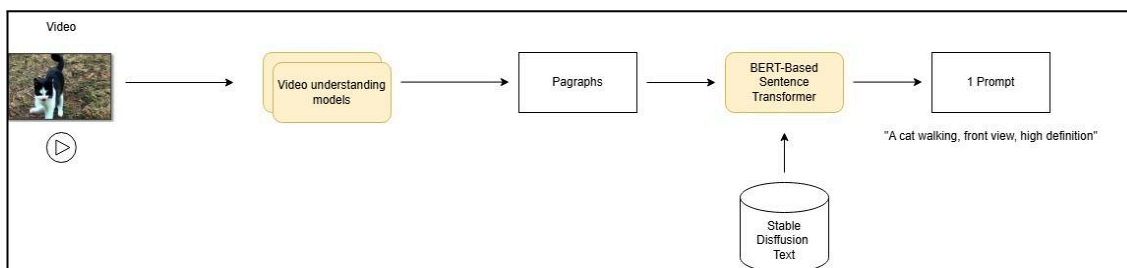 Video
Video understanding
models
Pagraphs
BERT-Based
Sentence
Transformer
1 Prompt
"A cat walking, front view, high definition"
Stable
Disffusion
Text